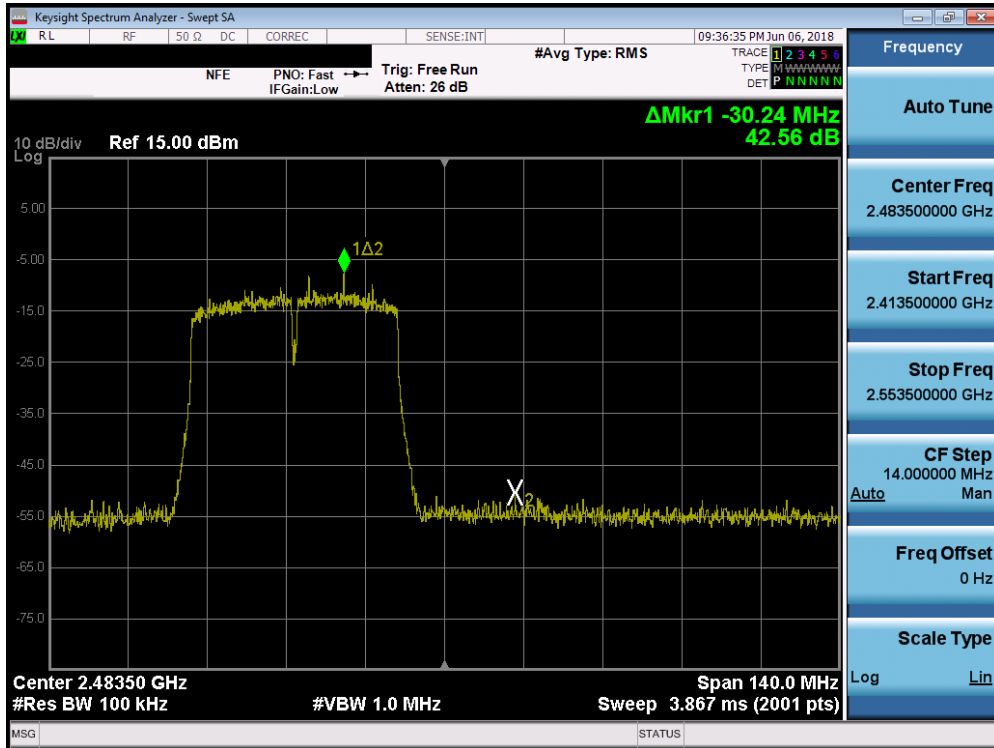 Keysight Spectrum Analyzer - Swept SA
LXI RL RF 50 Ω DC CORREC SENSE:INT 09:36:35 PM Jun 06, 2018
NFE PNO: Fast Trig: Free Run #Avg Type: RMS TRACE 1 2 3 4 5 6
IFGain:Low Atten: 26 dB TYPE M W W W W W
DET P N N N N N
ΔMkr1 -30.24 MHz
42.56 dB
10 dB/div Ref 15.00 dBm
Log
5.00
1Δ2
-5.00
-15.0
-25.0
-35.0
-45.0
X2
-55.0
-65.0
-75.0
Center 2.48350 GHz Span 140.0 MHz
#Res BW 100 kHz #VBW 1.0 MHz Sweep 3.867 ms (2001 pts)
MSG STATUS
Frequency
Auto Tune
Center Freq
2.483500000 GHz
Start Freq
2.413500000 GHz
Stop Freq
2.553500000 GHz
CF Step
14.000000 MHz
Auto Man
Freq Offset
0 Hz
Scale Type
Log Lin